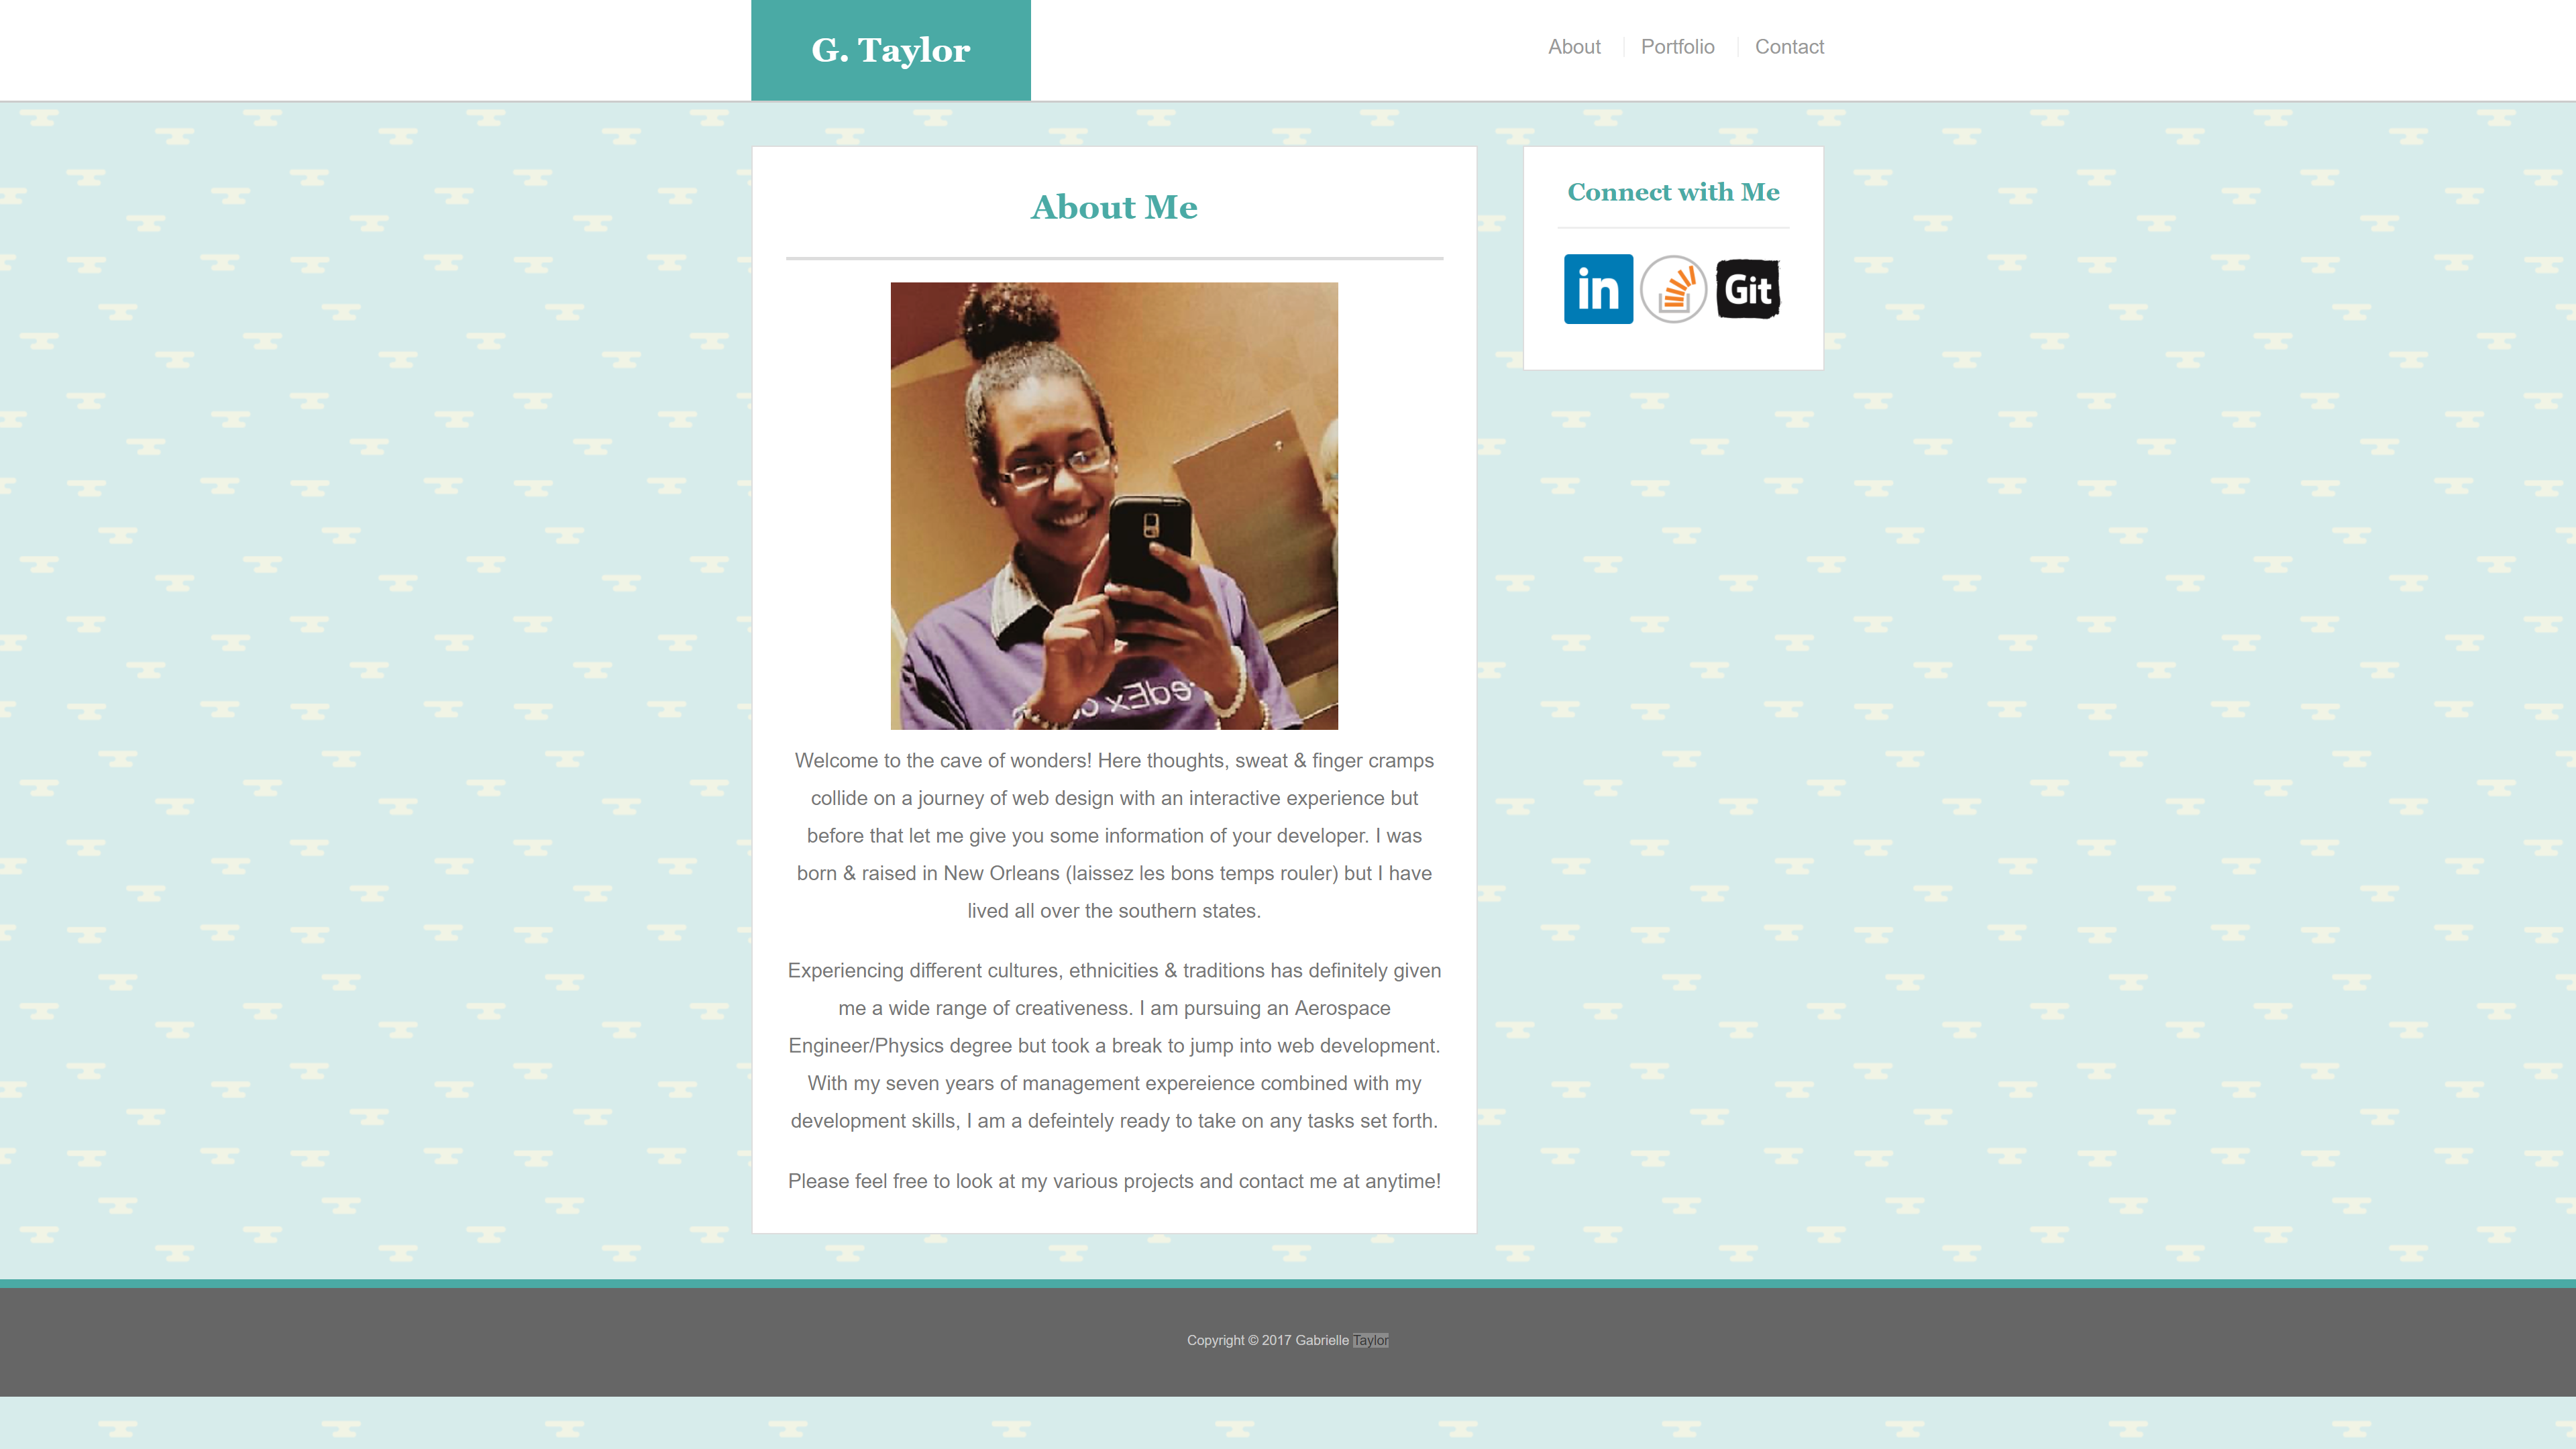 G. Taylor
About
Portfolio
Contact
About Me
Connect with Me
in
Git
edEx
Welcome to the cave of wonders! Here thoughts, sweat & finger cramps
collide on a journey of web design with an interactive experience but
before that let me give you some information of your developer. I was
born & raised in New Orleans (laissez les bons temps rouler) but I have
lived all over the southern states.
Experiencing different cultures, ethnicities & traditions has definitely given
me a wide range of creativeness. I am pursuing an Aerospace
Engineer/Physics degree but took a break to jump into web development.
With my seven years of management expereience combined with my
development skills, I am a defeintely ready to take on any tasks set forth.
Please feel free to look at my various projects and contact me at anytime!
Copyright © 2017 Gabrielle Taylor